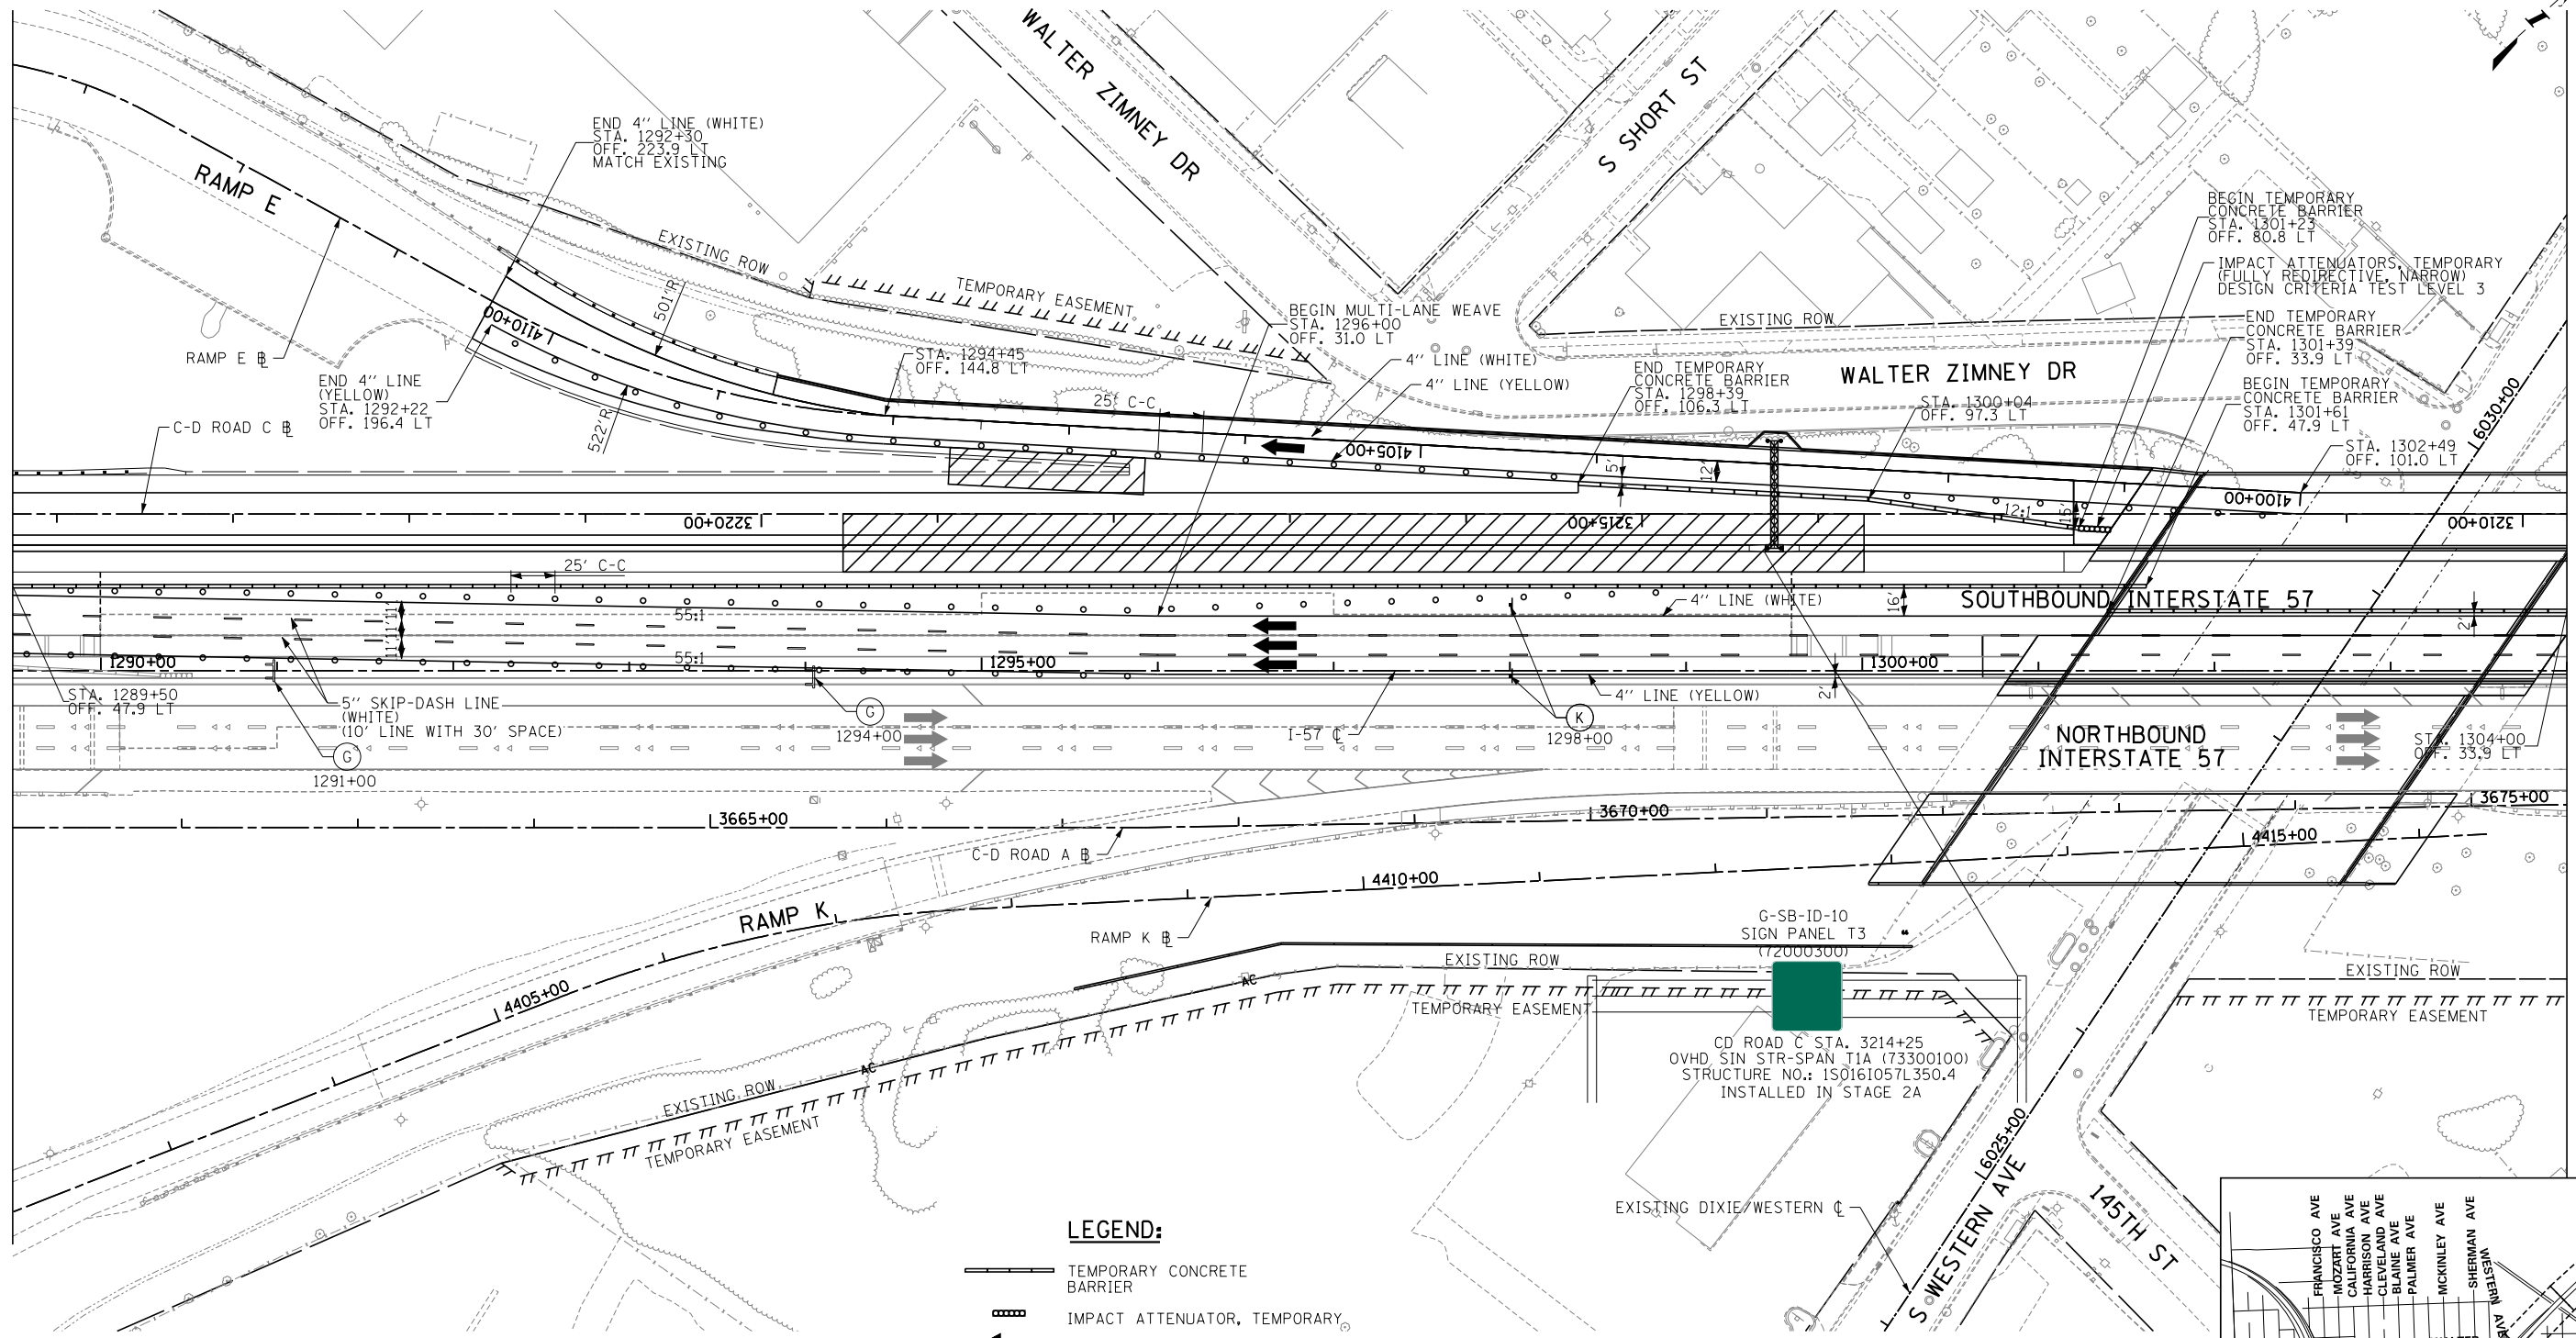 WALTER ZIMNEY DR
S SHORT ST
I
END 4'' LINE (WHITE)
STA. 1292+30
OFF. 223.9 LT
MATCH EXISTING
RAMP E
EXISTING ROW
TEMPORARY EASEMENT
501'R
4110+00
RAMP E ℄
END 4'' LINE
(YELLOW)
STA. 1292+22
OFF. 196.4 LT
522'R
C-D ROAD C
STA. 1294+45
OFF. 144.8 LT
BEGIN MULTI-LANE WEAVE
STA. 1296+00
OFF. 31.0 LT
4'' LINE (WHITE)
4'' LINE (YELLOW)
25' C-C
4105+00
END TEMPORARY
CONCRETE BARRIER
STA. 1298+39
OFF. 106.3 LT
EXISTING ROW
WALTER ZIMNEY DR
STA. 1300+04
OFF. 97.3 LT
BEGIN TEMPORARY
CONCRETE BARRIER
STA. 1301+23
OFF. 80.8 LT
IMPACT ATTENUATORS, TEMPORARY
(FULLY REDIRECTIVE, NARROW)
DESIGN CRITERIA TEST LEVEL 3
END TEMPORARY
CONCRETE BARRIER
STA. 1301+39
OFF. 33.9 LT
BEGIN TEMPORARY
CONCRETE BARRIER
STA. 1301+61
OFF. 47.9 LT
STA. 1302+49
OFF. 101.0 LT
6030+00
5'
12'
12:1
15'
4100+00
3220+00
3215+00
3210+00
25' C-C
4'' LINE (WHITE)
16'
SOUTHBOUND INTERSTATE 57
2'
11'
11'
11'
55:1
55:1
1290+00
1295+00
1300+00
STA. 1289+50
OFF. 47.9 LT
5'' SKIP-DASH LINE
(WHITE)
(10' LINE WITH 30' SPACE)
G
1291+00
G
1294+00
I-57 ℄
K
1298+00
4'' LINE (YELLOW)
2'
NORTHBOUND
INTERSTATE 57
STA. 1304+00
OFF. 33.9 LT
3665+00
3670+00
3675+00
C-D ROAD A
4415+00
4410+00
RAMP K
RAMP K
4405+00
G-SB-ID-10
SIGN PANEL T3
(72000300)
EXISTING ROW
TEMPORARY EASEMENT
AC
AC
EXISTING ROW
TEMPORARY EASEMENT
CD ROAD C STA. 3214+25
OVHD SIN STR-SPAN T1A (73300100)
STRUCTURE NO.: 1S016I057L350.4
INSTALLED IN STAGE 2A
EXISTING ROW
TEMPORARY EASEMENT
6025+00
EXISTING DIXIE/WESTERN ℄
S WESTERN AVE
145TH ST
LEGEND:
TEMPORARY CONCRETE
BARRIER
IMPACT ATTENUATOR, TEMPORARY
FRANCISCO AVE
MOZART AVE
CALIFORNIA AVE
HARRISON AVE
CLEVELAND AVE
BLAINE AVE
PALMER AVE
MCKINLEY AVE
SHERMAN AVE
WESTERN AVE